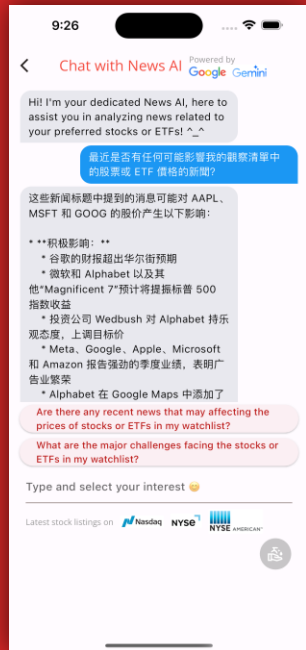 9:26
Chat with News AI
Powered by
Google Gemini
Hi! I'm your dedicated News AI, here to
assist you in analyzing news related to
your preferred stocks or ETFs! ^_^
最近是否有任何可能影響我的觀察清單中
的股票或 ETF 價格的新聞?
这些新闻标题中提到的消息可能对 AAPL、
MSFT 和 GOOG 的股价产生以下影响：
* **积极影响：**
* 谷歌的财报超出华尔街预期
* 微软和 Alphabet 以及其
他"Magnificent 7"预计将提振标普 500
指数收益
* 投资公司 Wedbush 对 Alphabet 持乐
观态度，上调目标价
* Meta、Google、Apple、Microsoft
和 Amazon 报告强劲的季度业绩，表明广
告业繁荣
* Alphabet 在 Google Maps 中添加了
Are there any recent news that may affecting the
prices of stocks or ETFs in my watchlist?
What are the major challenges facing the stocks or
ETFs in my watchlist?
Type and select your interest
Latest stock listings on
Nasdaq
NYSE
NYSE AMERICAN